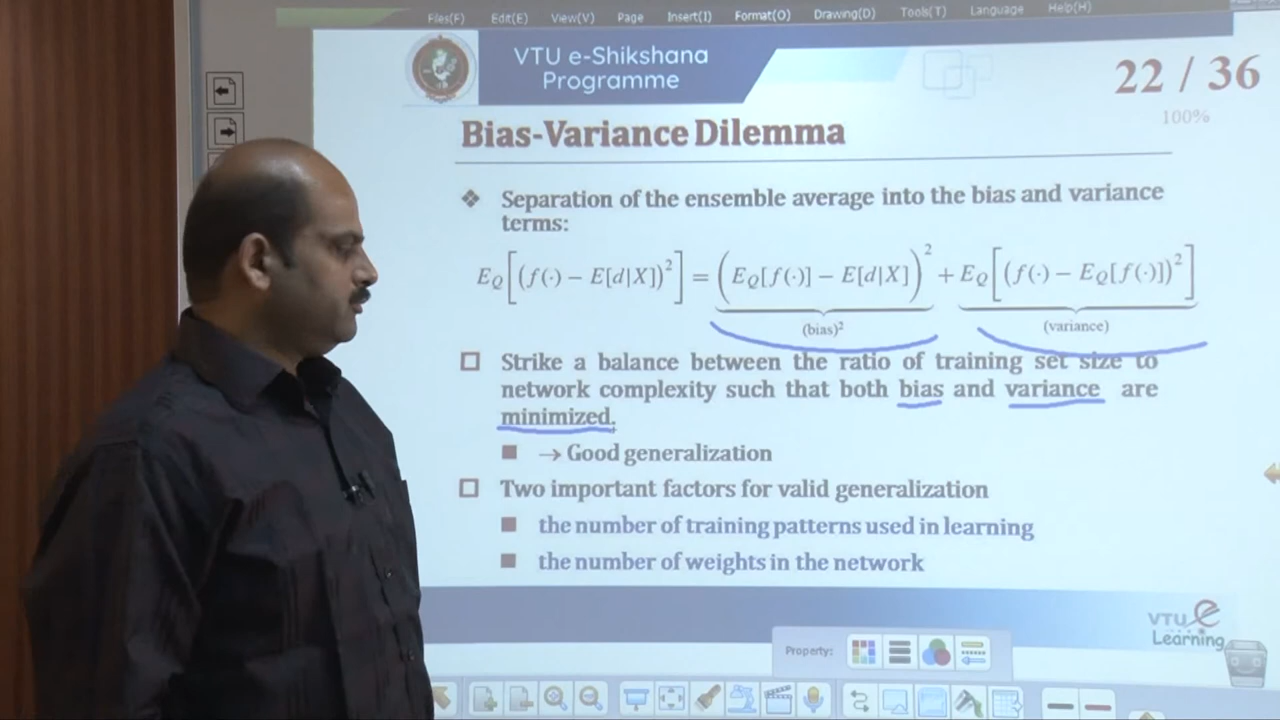 Files(F) Edit(E) View(V) Page Insert(I) Format(O) Drawing(D) Tools(T) Language Help(H)
VTU e-Shikshana
Programme
22 / 36
100%
Bias-Variance Dilemma
❖ Separation of the ensemble average into the bias and variance
terms:
E_Q[(f(·) − E[d|X])²] = (E_Q[f(·)] − E[d|X])² + E_Q[(f(·) − E_Q[f(·)])²]
(bias)² (variance)
Strike a balance between the ratio of training set size to
network complexity such that both bias and variance are
minimized.
→ Good generalization
Two important factors for valid generalization
the number of training patterns used in learning
the number of weights in the network
VTU e
Learning
Property: